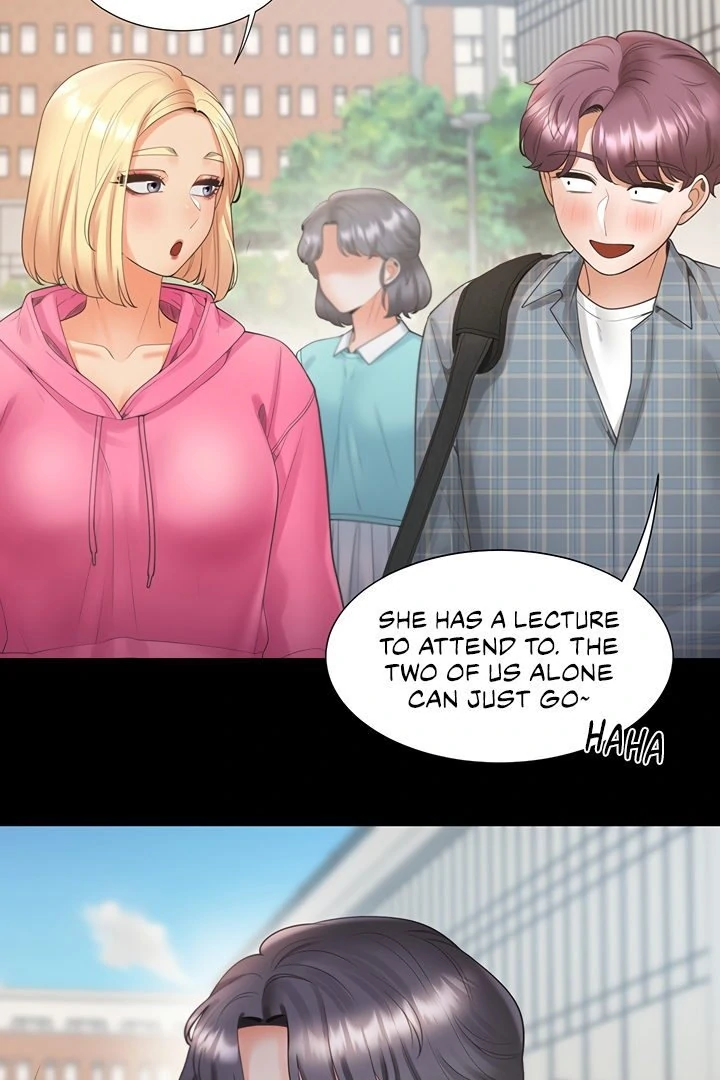 SHE HAS A LECTURE
TO ATTEND TO. THE
TWO OF US ALONE
CAN JUST GO~
HAHA